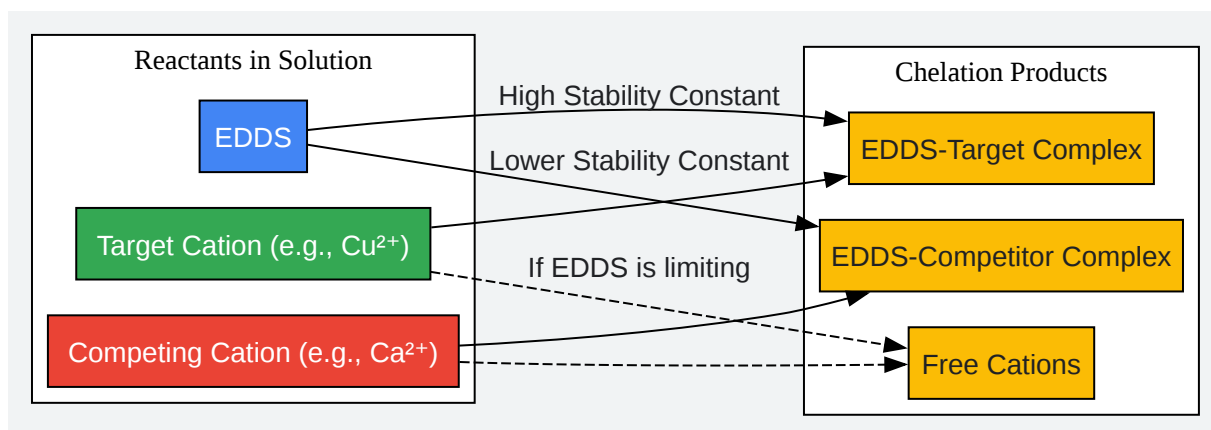 Reactants in Solution
EDDS
Target Cation (e.g., Cu²⁺)
Competing Cation (e.g., Ca²⁺)
High Stability Constant
Lower Stability Constant
If EDDS is limiting
Chelation Products
EDDS-Target Complex
EDDS-Competitor Complex
Free Cations